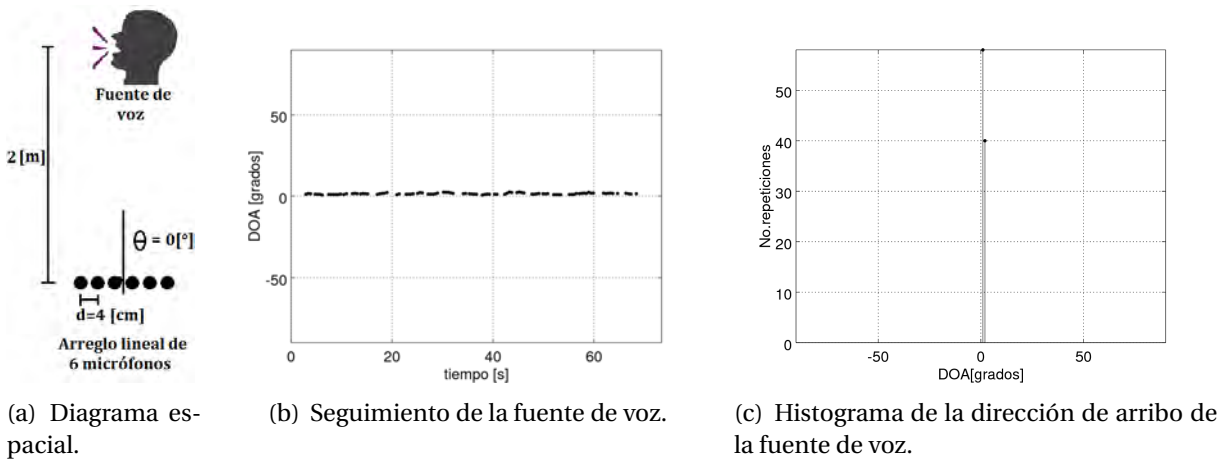 Fuente de
voz
2 [m]
θ = 0[°]
d=4 [cm]
Arreglo lineal de
6 micrófonos
(a) Diagrama es-
pacial.
DOA [grados]
50
0
-50
0
20
40
60
tiempo [s]
(b) Seguimiento de la fuente de voz.
No.repeticiones
50
40
30
20
10
0
-50
0
50
DOA[grados]
(c) Histograma de la dirección de arribo de
la fuente de voz.